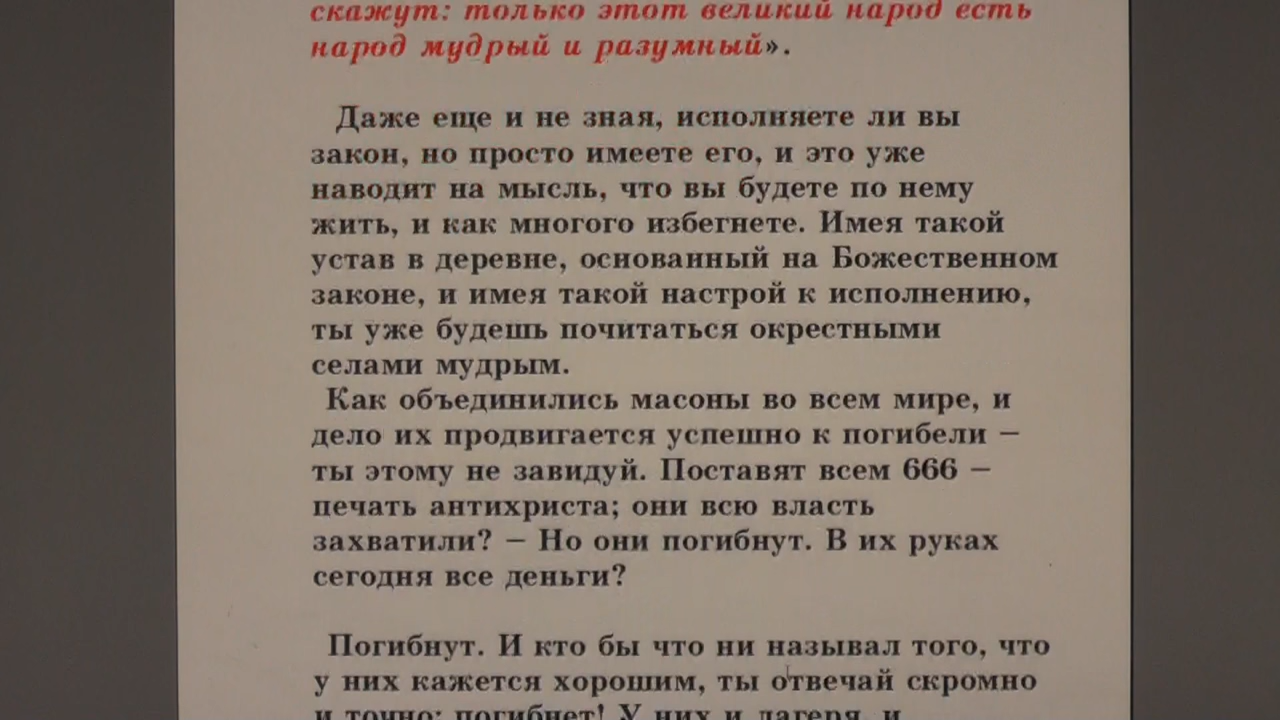 скажут: только этот великий народ есть
народ мудрый и разумный».
Даже еще и не зная, исполняете ли вы
закон, но просто имеете его, и это уже
наводит на мысль, что вы будете по нему
жить, и как многого избегнете. Имея такой
устав в деревне, основанный на Божественном
законе, и имея такой настрой к исполнению,
ты уже будешь почитаться окрестными
селами мудрым.
Как объединились масоны во всем мире, и
дело их продвигается успешно к погибели –
ты этому не завидуй. Поставят всем 666 –
печать антихриста; они всю власть
захватили? – Но они погибнут. В их руках
сегодня все деньги?
Погибнут. И кто бы что ни называл того, что
у них кажется хорошим, ты отвечай скромно
и точно: погибнет! У них и лагеря, и